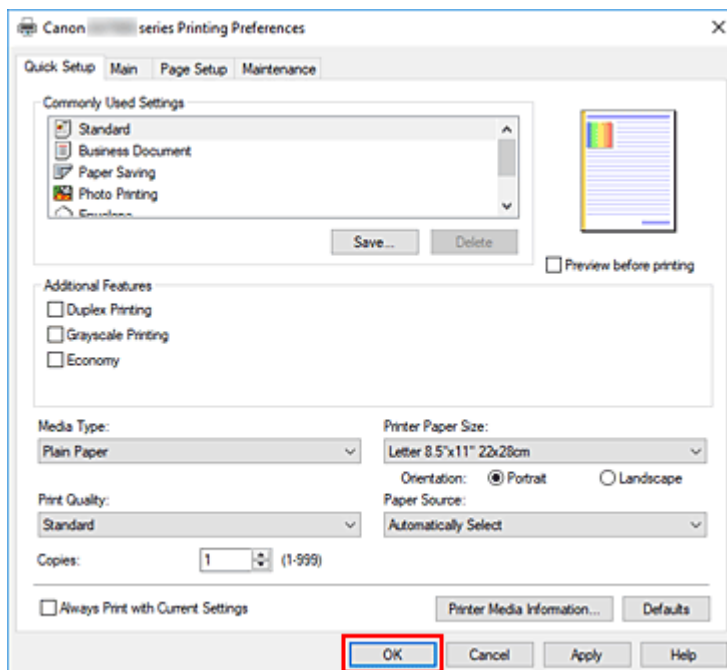 Canon series Printing Preferences
Quick Setup Main Page Setup Maintenance
Commonly Used Settings
Standard
Business Document
Paper Saving
Photo Printing
Save... Delete
Preview before printing
Additional Features
Duplex Printing
Grayscale Printing
Economy
Media Type: Printer Paper Size:
Plain Paper Letter 8.5"x11" 22x28cm
Orientation: Portrait Landscape
Print Quality: Paper Source:
Standard Automatically Select
Copies: 1 (1-999)
Always Print with Current Settings Printer Media Information... Defaults
OK Cancel Apply Help